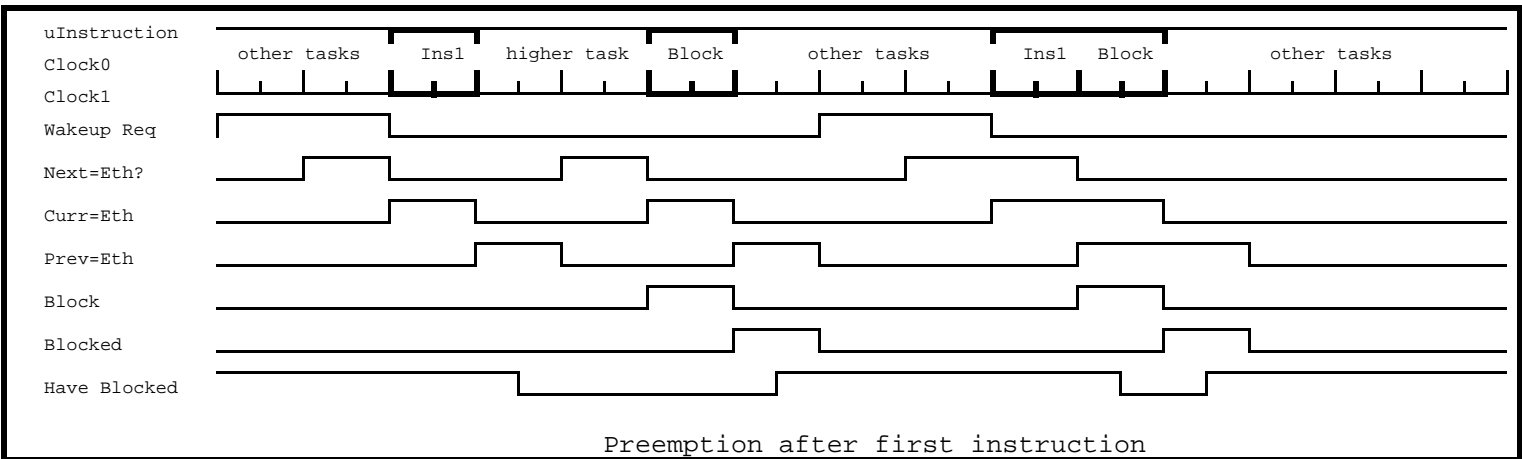 uInstruction
other tasks Ins1 higher task Block other tasks Ins1 Block other tasks
Clock0
Clock1
Wakeup Req
Next=Eth?
Curr=Eth
Prev=Eth
Block
Blocked
Have Blocked
Preemption after first instruction